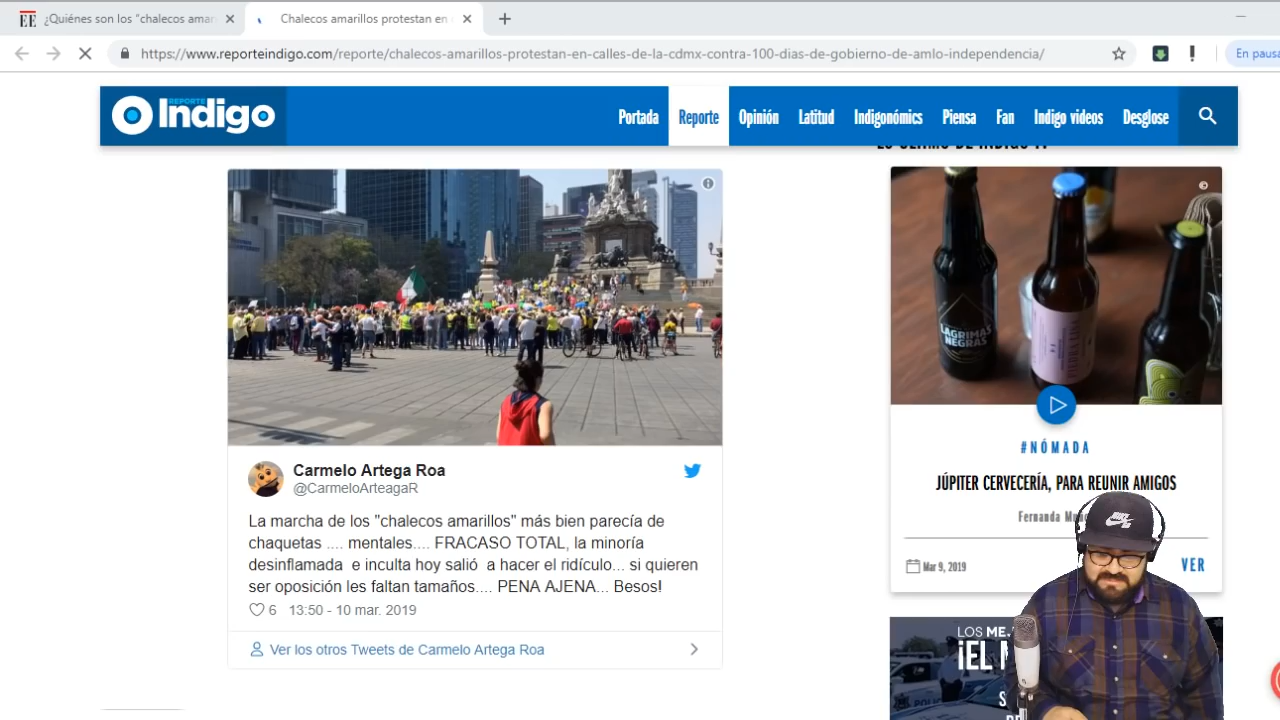 ¿Quiénes son los "chalecos amar
Chalecos amarillos protestan en
https://www.reporteindigo.com/reporte/chalecos-amarillos-protestan-en-calles-de-la-cdmx-contra-100-dias-de-gobierno-de-amlo-independencia/
En pausa
REPORTE
Indigo
Portada
Reporte
Opinión
Latitud
Indigonómics
Piensa
Fan
Indigo videos
Desglose
LAGRIMAS
NEGRAS
#NÓMADA
JÚPITER CERVECERÍA, PARA REUNIR AMIGOS
Fernanda
Mar 9, 2019
VER
Carmelo Artega Roa
@CarmeloArteagaR
La marcha de los "chalecos amarillos" más bien parecía de
chaquetas .... mentales.... FRACASO TOTAL, la minoría
desinflamada e inculta hoy salió a hacer el ridículo... si quieren
ser oposición les faltan tamaños.... PENA AJENA... Besos!
6 13:50 - 10 mar. 2019
Ver los otros Tweets de Carmelo Artega Roa
LOS